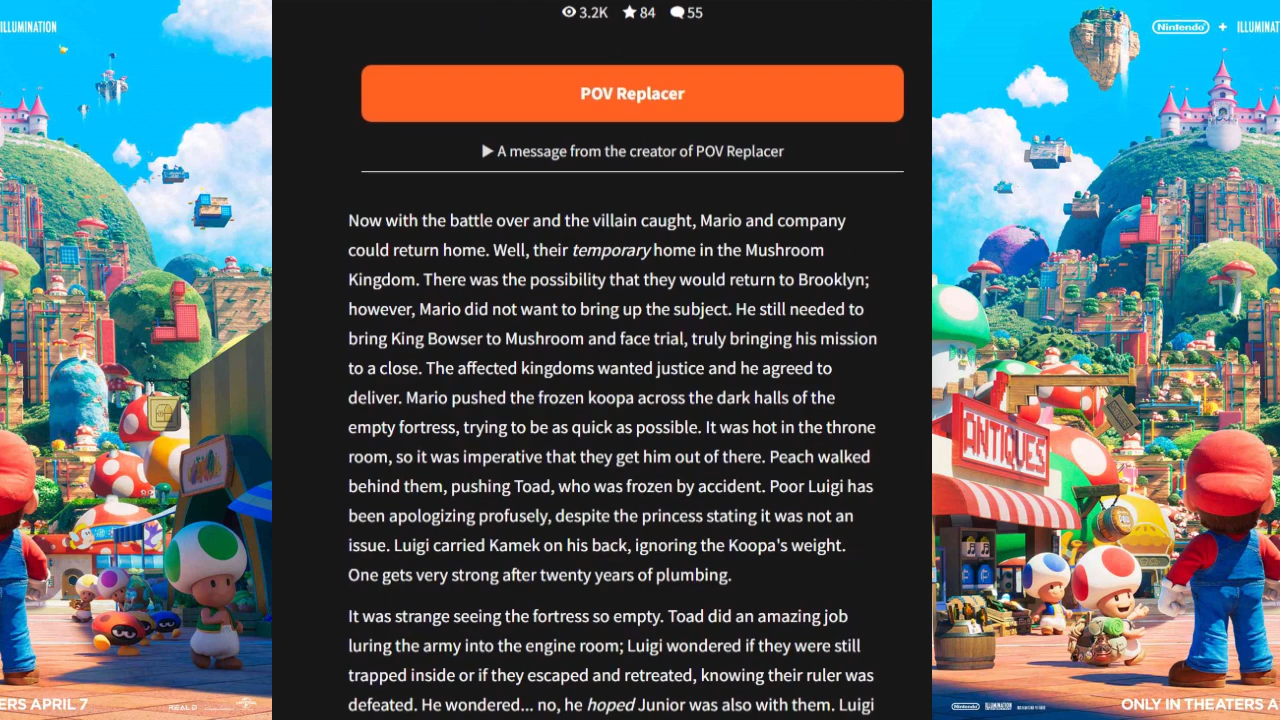 ILLUMINATION
3.2K 84 55
Nintendo + ILLUMINAT
POV Replacer
▶ A message from the creator of POV Replacer
Now with the battle over and the villain caught, Mario and company
could return home. Well, their temporary home in the Mushroom
Kingdom. There was the possibility that they would return to Brooklyn;
however, Mario did not want to bring up the subject. He still needed to
bring King Bowser to Mushroom and face trial, truly bringing his mission
to a close. The affected kingdoms wanted justice and he agreed to
deliver. Mario pushed the frozen koopa across the dark halls of the
empty fortress, trying to be as quick as possible. It was hot in the throne
room, so it was imperative that they get him out of there. Peach walked
behind them, pushing Toad, who was frozen by accident. Poor Luigi has
been apologizing profusely, despite the princess stating it was not an
issue. Luigi carried Kamek on his back, ignoring the Koopa's weight.
One gets very strong after twenty years of plumbing.
It was strange seeing the fortress so empty. Toad did an amazing job
luring the army into the engine room; Luigi wondered if they were still
trapped inside or if they escaped and retreated, knowing their ruler was
defeated. He wondered... no, he hoped Junior was also with them. Luigi
ANTIQUES
ERS APRIL 7
REAL D
Nintendo ILLUMINATION
ONLY IN THEATERS A